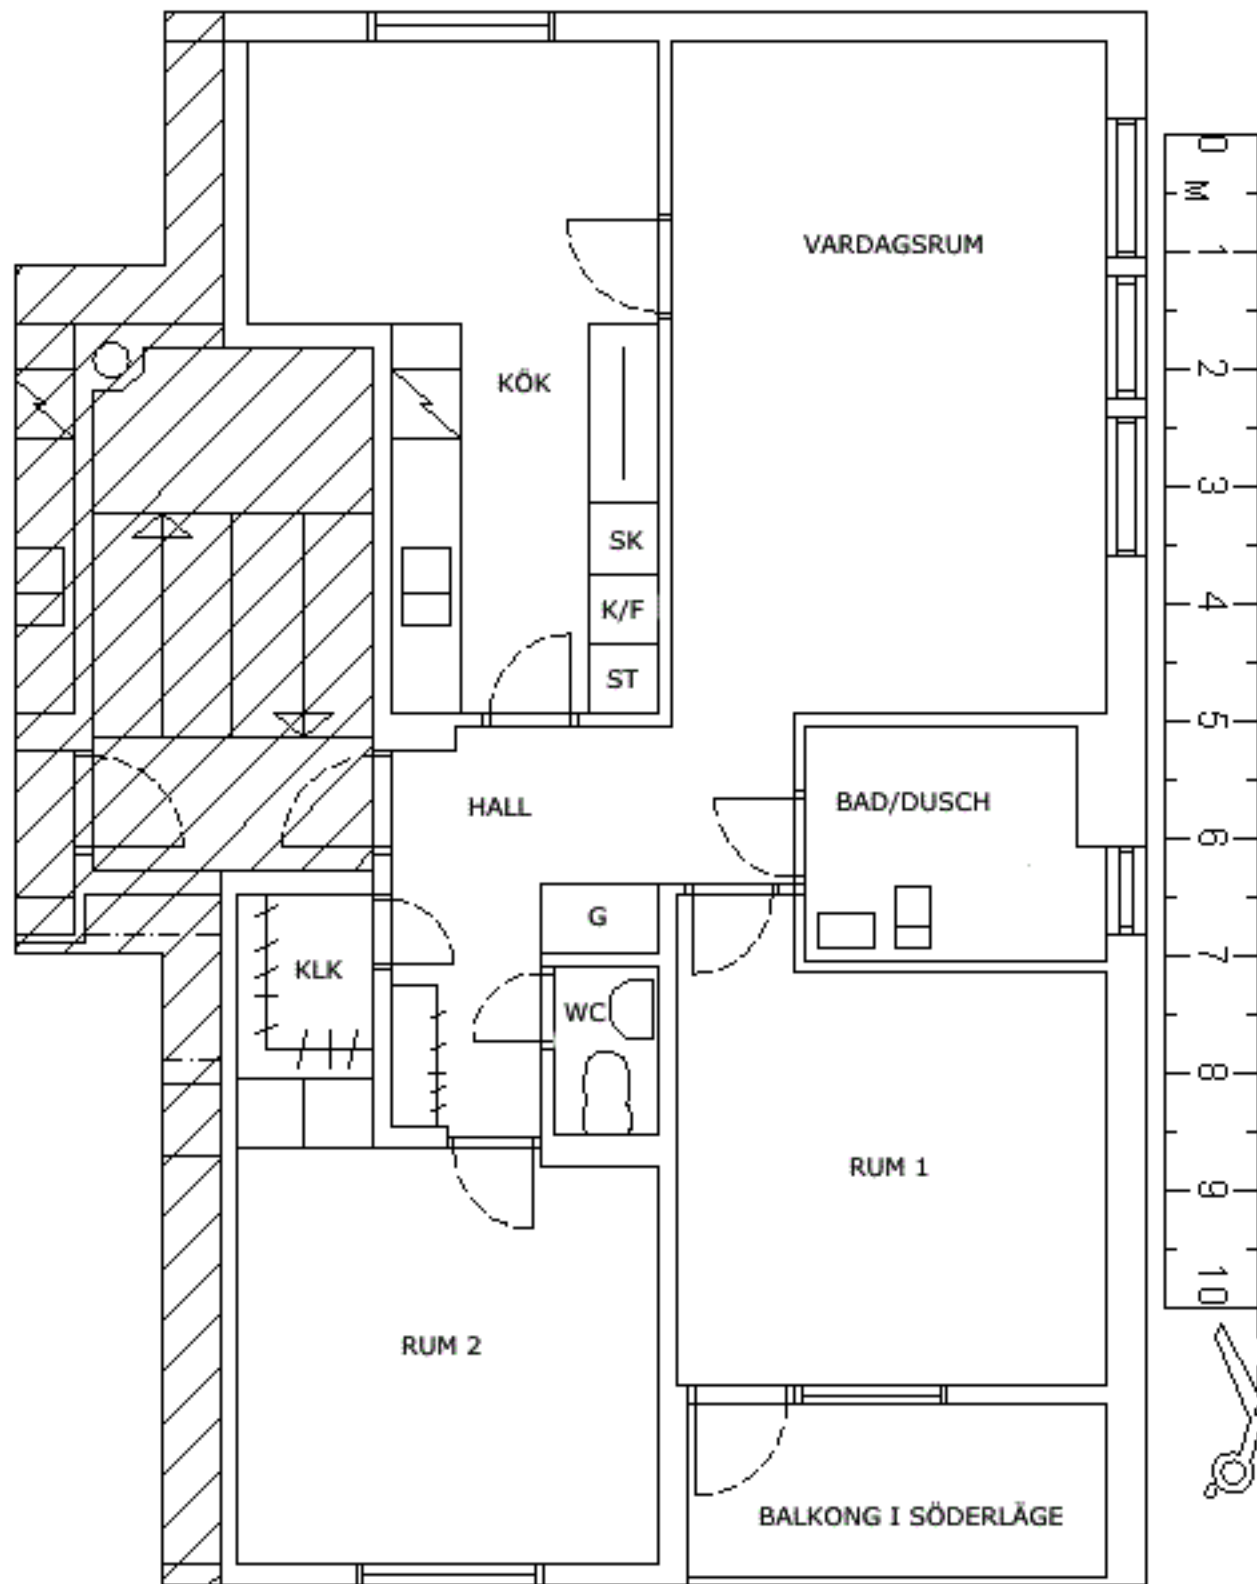 VARDAGSRUM
KÖK
SK
K/F
ST
HALL
BAD/DUSCH
G
KLK
WC
RUM 1
RUM 2
BALKONG I SÖDERLÄGE
0 M
1
2
3
4
5
6
7
8
9
10